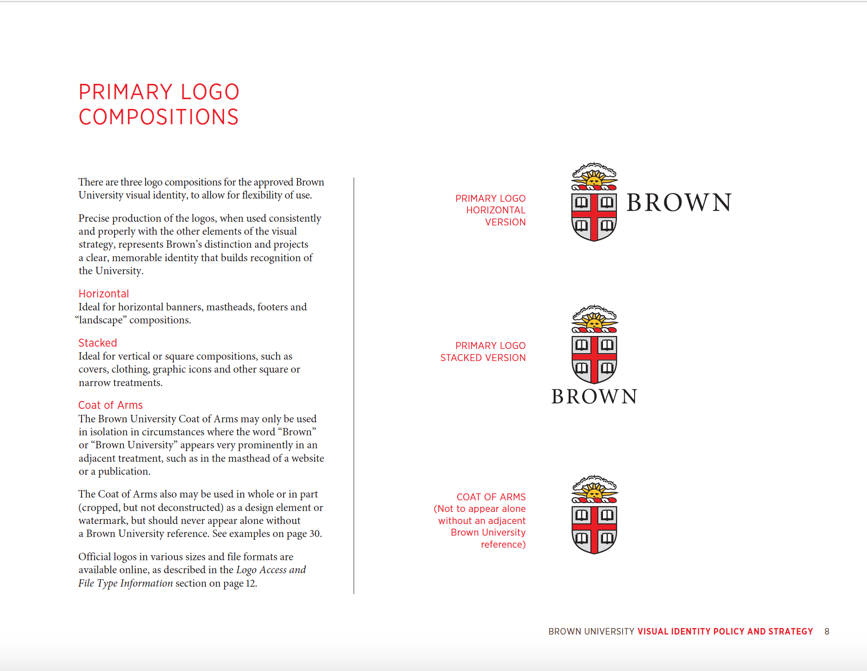 PRIMARY LOGO
COMPOSITIONS
There are three logo compositions for the approved Brown
University visual identity, to allow for flexibility of use.
Precise production of the logos, when used consistently
and properly with the other elements of the visual
strategy, represents Brown’s distinction and projects
a clear, memorable identity that builds recognition of
the University.
Horizontal
Ideal for horizontal banners, mastheads, footers and
“landscape” compositions.
Stacked
Ideal for vertical or square compositions, such as
covers, clothing, graphic icons and other square or
narrow treatments.
Coat of Arms
The Brown University Coat of Arms may only be used
in isolation in circumstances where the word “Brown”
or “Brown University” appears very prominently in an
adjacent treatment, such as in the masthead of a website
or a publication.
The Coat of Arms also may be used in whole or in part
(cropped, but not deconstructed) as a design element or
watermark, but should never appear alone without
a Brown University reference. See examples on page 30.
Official logos in various sizes and file formats are
available online, as described in the Logo Access and
File Type Information section on page 12.
PRIMARY LOGO
HORIZONTAL
VERSION
BROWN
PRIMARY LOGO
STACKED VERSION
BROWN
COAT OF ARMS
(Not to appear alone
without an adjacent
Brown University
reference)
BROWN UNIVERSITY VISUAL IDENTITY POLICY AND STRATEGY 8